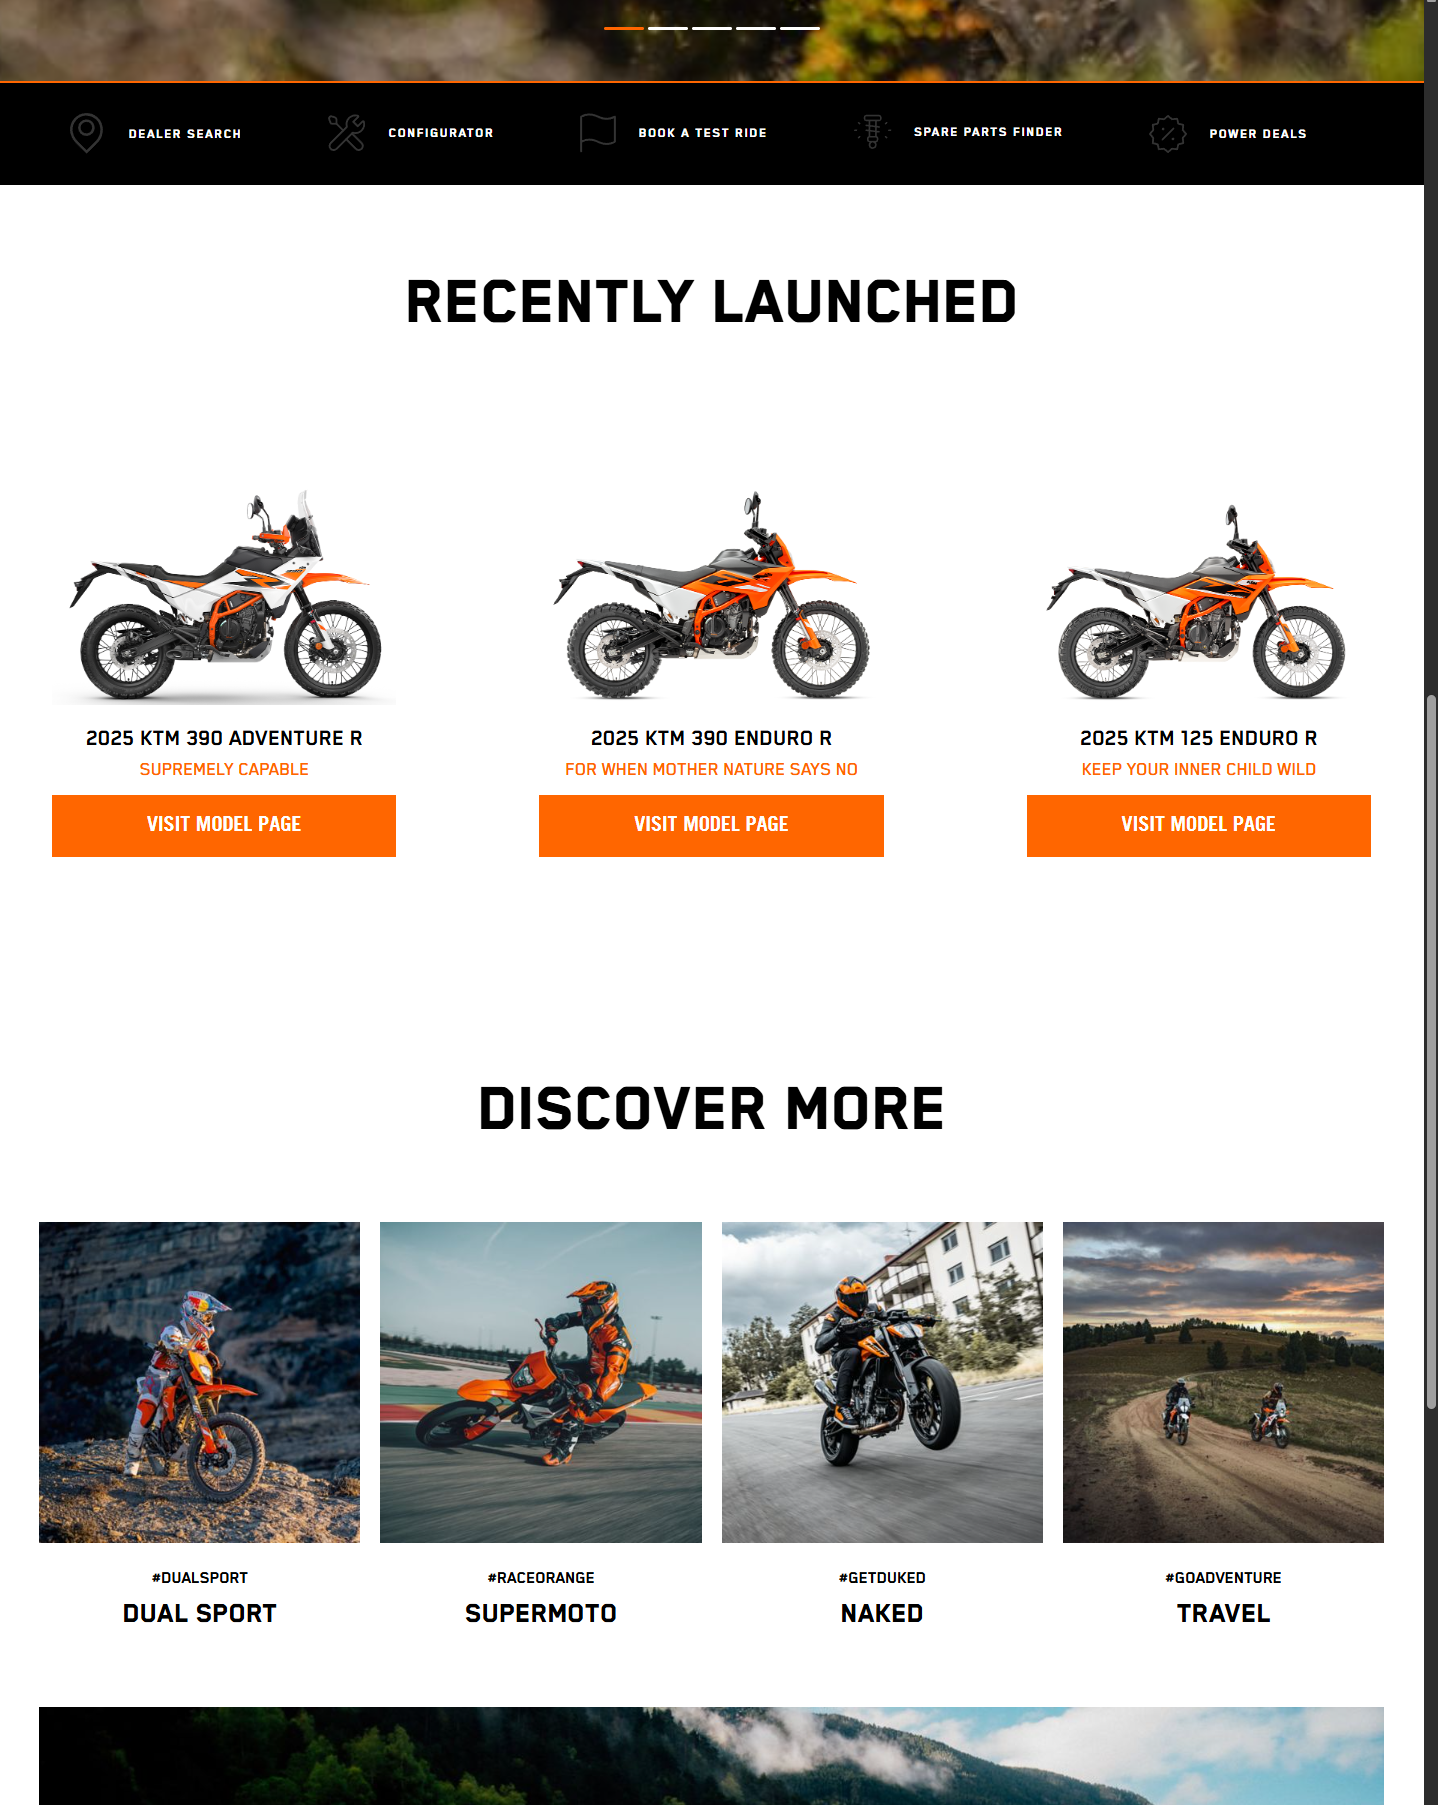 DEALER SEARCH
CONFIGURATOR
BOOK A TEST RIDE
SPARE PARTS FINDER
POWER DEALS
RECENTLY LAUNCHED
2025 KTM 390 ADVENTURE R
SUPREMELY CAPABLE
VISIT MODEL PAGE
2025 KTM 390 ENDURO R
FOR WHEN MOTHER NATURE SAYS NO
VISIT MODEL PAGE
2025 KTM 125 ENDURO R
KEEP YOUR INNER CHILD WILD
VISIT MODEL PAGE
DISCOVER MORE
#DUALSPORT
DUAL SPORT
#RACEORANGE
SUPERMOTO
#GETDUKED
NAKED
#GOADVENTURE
TRAVEL